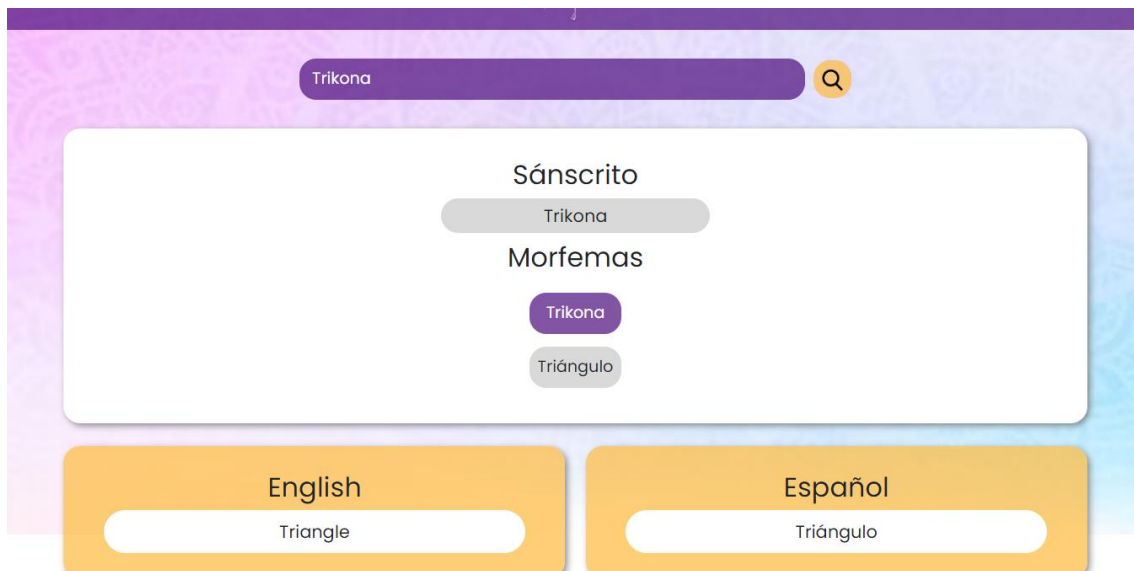 Trikona
Sánscrito
Trikona
Morfemas
Trikona
Triángulo
English
Triangle
Español
Triángulo